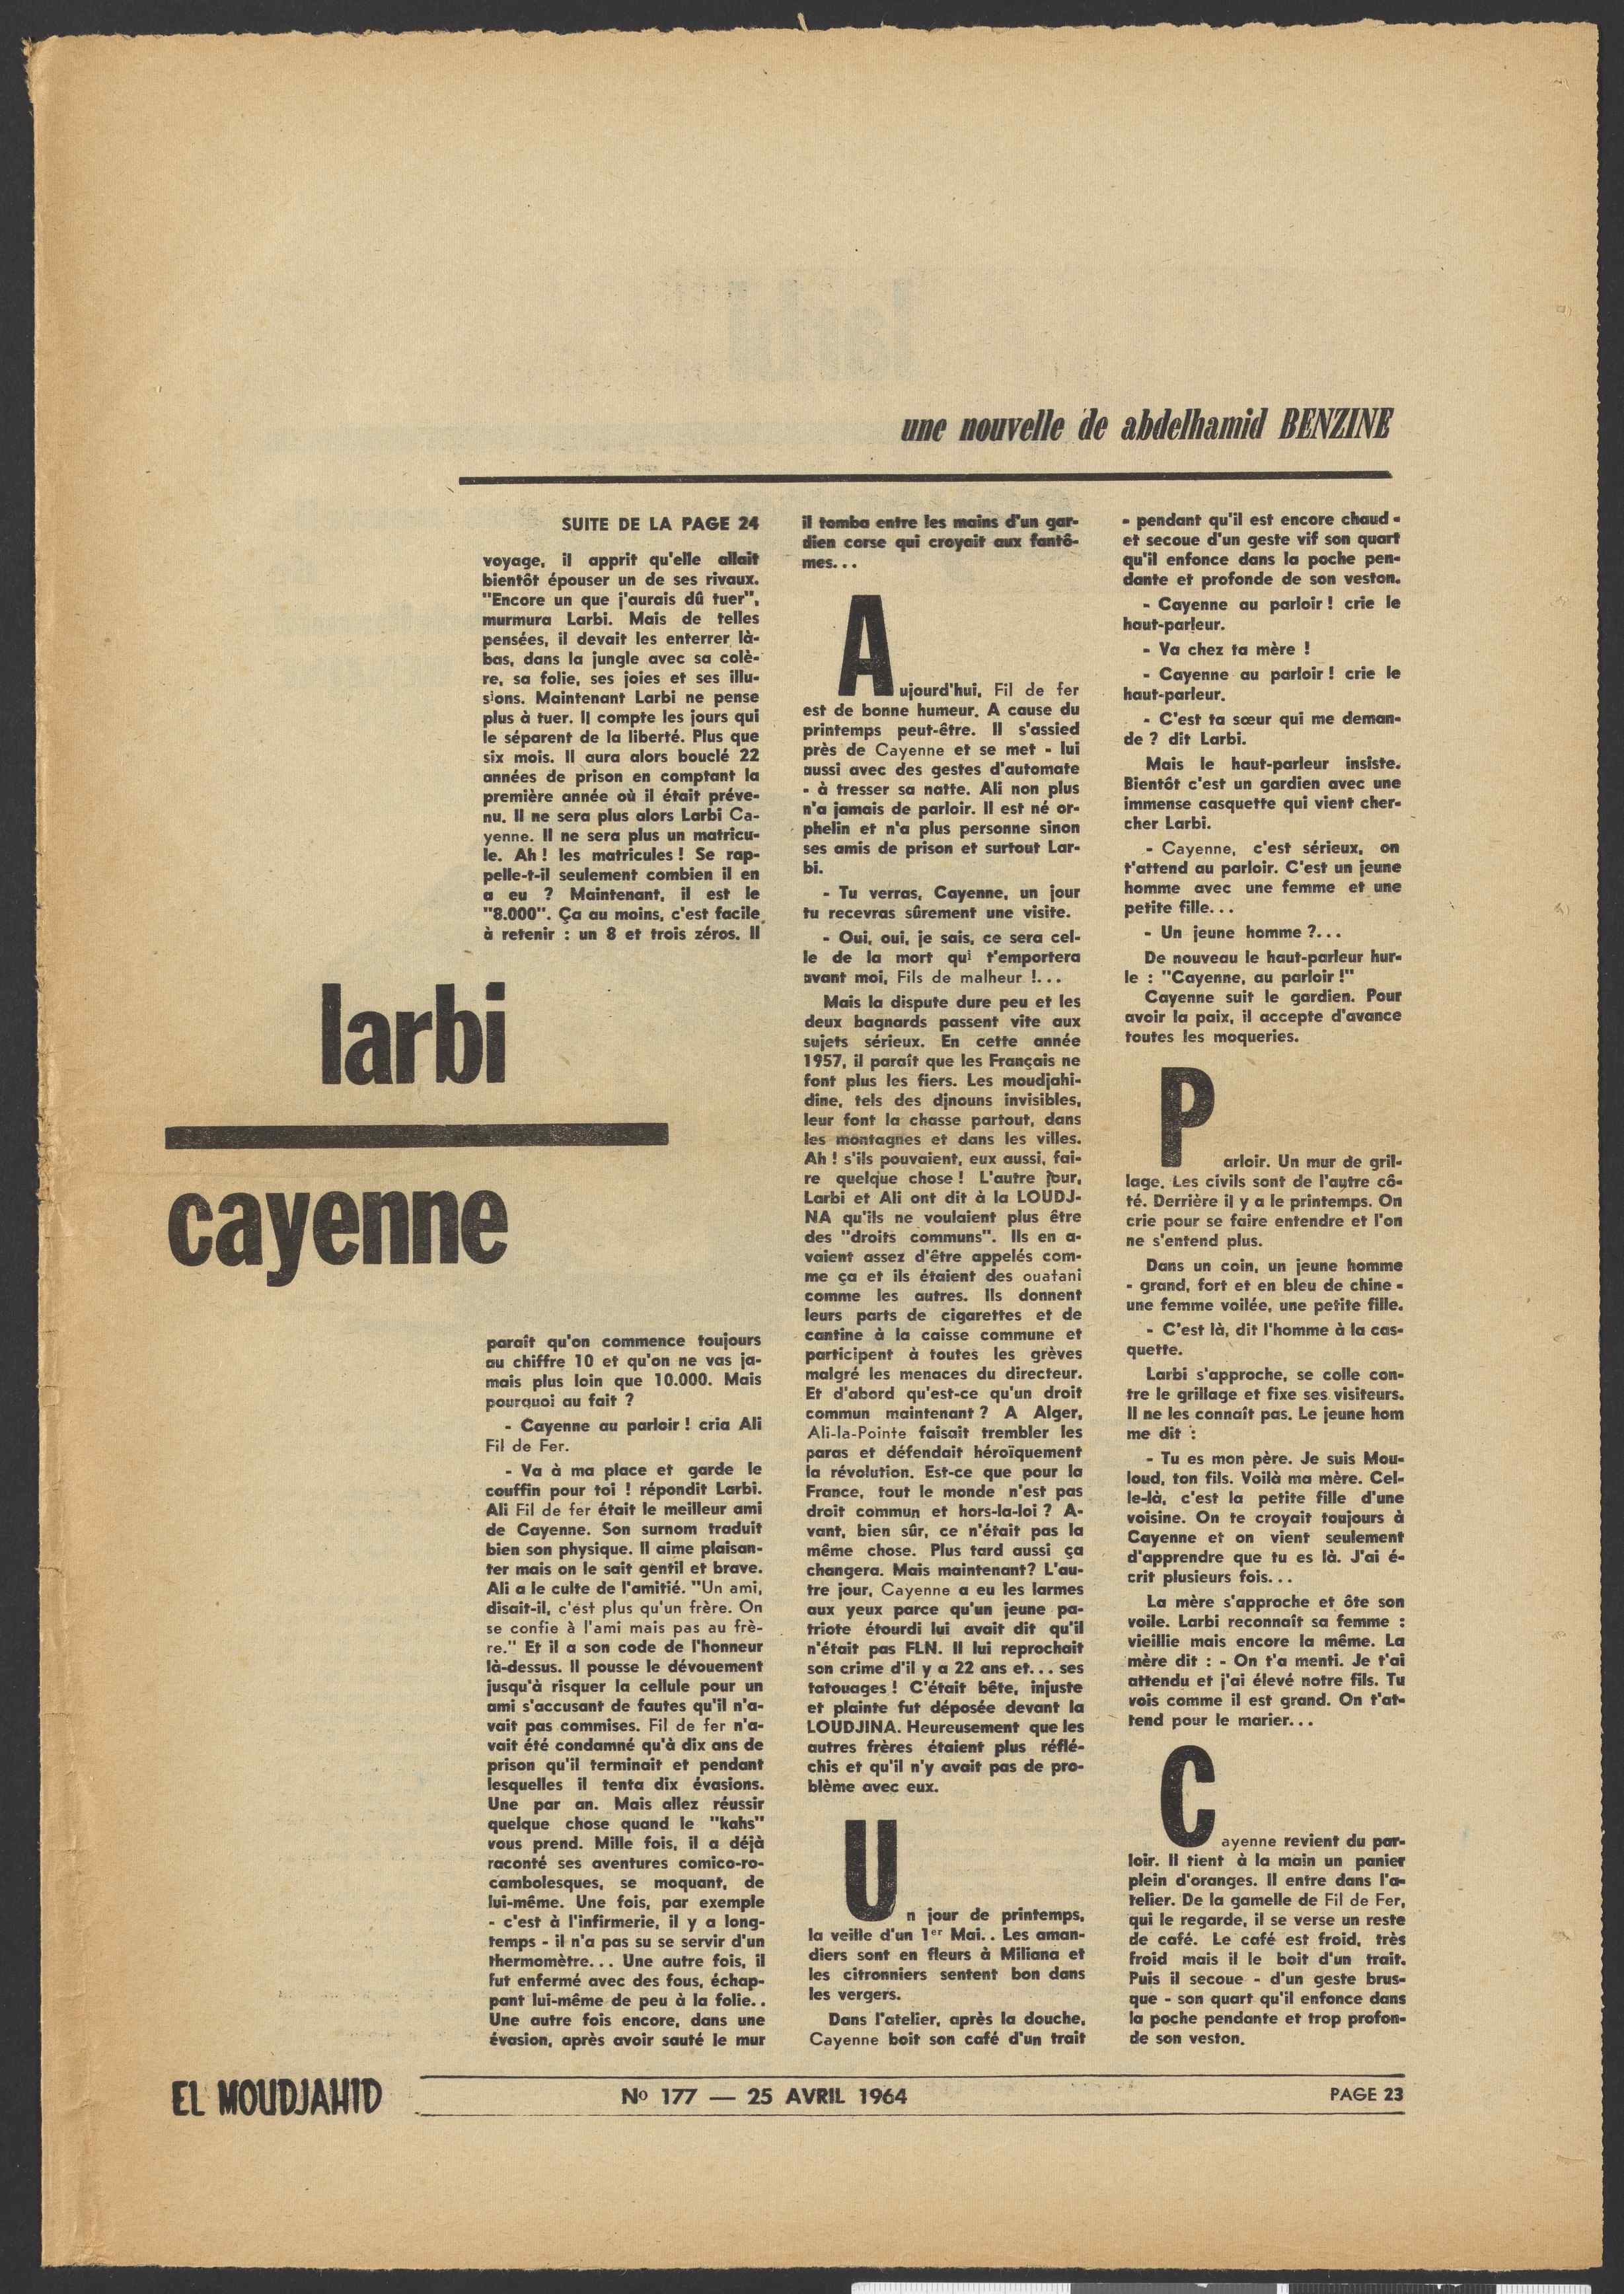 une nouvelle de abdelhamid BENZINE
SUITE DE LA PAGE 24
voyage, il apprit qu'elle allait
bientôt épouser un de ses rivaux.
"Encore un que j'aurais dû tuer",
murmura Larbi. Mais de telles
pensées, il devait les enterrer là-
bas, dans la jungle avec sa colè-
re, sa folie, ses joies et ses illu-
sions. Maintenant Larbi ne pense
plus à tuer. Il compte les jours qui
le séparent de la liberté. Plus que
six mois. Il aura alors bouclé 22
années de prison en comptant la
première année où il était préve-
nu. Il ne sera plus alors Larbi Ca-
yenne. Il ne sera plus un matricu-
le. Ah ! les matricules ! Se rap-
pelle-t-il seulement combien il en
a eu ? Maintenant, il est le
"8.000". Ça au moins, c'est facile
à retenir : un 8 et trois zéros. Il
larbi
cayenne
paraît qu'on commence toujours
au chiffre 10 et qu'on ne vas ja-
mais plus loin que 10.000. Mais
pourquoi au fait ?
- Cayenne au parloir ! cria Ali
Fil de Fer.
- Va à ma place et garde le
couffin pour toi ! répondit Larbi.
Ali Fil de fer était le meilleur ami
de Cayenne. Son surnom traduit
bien son physique. Il aime plaisan-
ter mais on le sait gentil et brave.
Ali a le culte de l'amitié. "Un ami,
disait-il, c'est plus qu'un frère. On
se confie à l'ami mais pas au frè-
re." Et il a son code de l'honneur
là-dessus. Il pousse le dévouement
jusqu'à risquer la cellule pour un
ami s'accusant de fautes qu'il n'a-
vait pas commises. Fil de fer n'a-
vait été condamné qu'à dix ans de
prison qu'il terminait et pendant
lesquelles il tenta dix évasions.
Une par an. Mais allez réussir
quelque chose quand le "kahs"
vous prend. Mille fois, il a déjà
raconté ses aventures comico-ro-
cambolesques, se moquant, de
lui-même. Une fois, par exemple
- c'est à l'infirmerie, il y a long-
temps - il n'a pas su se servir d'un
thermomètre... Une autre fois, il
fut enfermé avec des fous, échap-
pant lui-même de peu à la folie..
Une autre fois encore, dans une
évasion, après avoir sauté le mur
il tomba entre les mains d'un gar-
dien corse qui croyait aux fantô-
mes...
Aujourd'hui, Fil de fer
est de bonne humeur. A cause du
printemps peut-être. Il s'assied
près de Cayenne et se met - lui
aussi avec des gestes d'automate
- à tresser sa natte. Ali non plus
n'a jamais de parloir. Il est né or-
phelin et n'a plus personne sinon
ses amis de prison et surtout Lar-
bi.
- Tu verras, Cayenne, un jour
tu recevras sûrement une visite.
- Oui, oui, je sais, ce sera cel-
le de la mort qui t'emportera
avant moi, Fils de malheur !...
Mais la dispute dure peu et les
deux bagnards passent vite aux
sujets sérieux. En cette année
1957, il paraît que les Français ne
font plus les fiers. Les moudjahi-
dine, tels des djnouns invisibles,
leur font la chasse partout, dans
les montagnes et dans les villes.
Ah ! s'ils pouvaient, eux aussi, fai-
re quelque chose ! L'autre jour,
Larbi et Ali ont dit à la LOUDJ-
NA qu'ils ne voulaient plus être
des "droits communs". Ils en a-
vaient assez d'être appelés com-
me ça et ils étaient des ouatani
comme les autres. Ils donnent
leurs parts de cigarettes et de
cantine à la caisse commune et
participent à toutes les grèves
malgré les menaces du directeur.
Et d'abord qu'est-ce qu'un droit
commun maintenant ? A Alger,
Ali-la-Pointe faisait trembler les
paras et défendait héroïquement
la révolution. Est-ce que pour la
France, tout le monde n'est pas
droit commun et hors-la-loi ? A-
vant, bien sûr, ce n'était pas la
même chose. Plus tard aussi ça
changera. Mais maintenant? L'au-
tre jour, Cayenne a eu les larmes
aux yeux parce qu'un jeune pa-
triote étourdi lui avait dit qu'il
n'était pas FLN. Il lui reprochait
son crime d'il y a 22 ans et... ses
tatouages ! C'était bête, injuste
et plainte fut déposée devant la
LOUDJINA. Heureusement que les
autres frères étaient plus réflé-
chis et qu'il n'y avait pas de pro-
blème avec eux.
Un jour de printemps,
la veille d'un 1er Mai.. Les aman-
diers sont en fleurs à Miliana et
les citronniers sentent bon dans
les vergers.
Dans l'atelier, après la douche,
Cayenne boit son café d'un trait
- pendant qu'il est encore chaud -
et secoue d'un geste vif son quart
qu'il enfonce dans la poche pen-
dante et profonde de son veston.
- Cayenne au parloir ! crie le
haut-parleur.
- Va chez ta mère !
- Cayenne au parloir ! crie le
haut-parleur.
- C'est ta sœur qui me deman-
de ? dit Larbi.
Mais le haut-parleur insiste.
Bientôt c'est un gardien avec une
immense casquette qui vient cher-
cher Larbi.
- Cayenne, c'est sérieux, on
t'attend au parloir. C'est un jeune
homme avec une femme et une
petite fille...
- Un jeune homme ?...
De nouveau le haut-parleur hur-
le : "Cayenne, au parloir !"
Cayenne suit le gardien. Pour
avoir la paix, il accepte d'avance
toutes les moqueries.
Parloir. Un mur de gril-
lage. Les civils sont de l'autre cô-
té. Derrière il y a le printemps. On
crie pour se faire entendre et l'on
ne s'entend plus.
Dans un coin, un jeune homme
- grand, fort et en bleu de chine -
une femme voilée, une petite fille.
- C'est là, dit l'homme à la cas-
quette.
Larbi s'approche, se colle con-
tre le grillage et fixe ses visiteurs.
Il ne les connaît pas. Le jeune hom
me dit :
- Tu es mon père. Je suis Mou-
loud, ton fils. Voilà ma mère. Cel-
le-là, c'est la petite fille d'une
voisine. On te croyait toujours à
Cayenne et on vient seulement
d'apprendre que tu es là. J'ai é-
crit plusieurs fois...
La mère s'approche et ôte son
voile. Larbi reconnaît sa femme :
vieillie mais encore la même. La
mère dit : - On t'a menti. Je t'ai
attendu et j'ai élevé notre fils. Tu
vois comme il est grand. On t'at-
tend pour le marier...
Cayenne revient du par-
loir. Il tient à la main un panier
plein d'oranges. Il entre dans l'a-
telier. De la gamelle de Fil de Fer,
qui le regarde, il se verse un reste
de café. Le café est froid, très
froid mais il le boit d'un trait.
Puis il secoue - d'un geste brus-
que - son quart qu'il enfonce dans
la poche pendante et trop profon-
de son veston.
EL MOUDJAHID
No 177 — 25 AVRIL 1964
PAGE 23